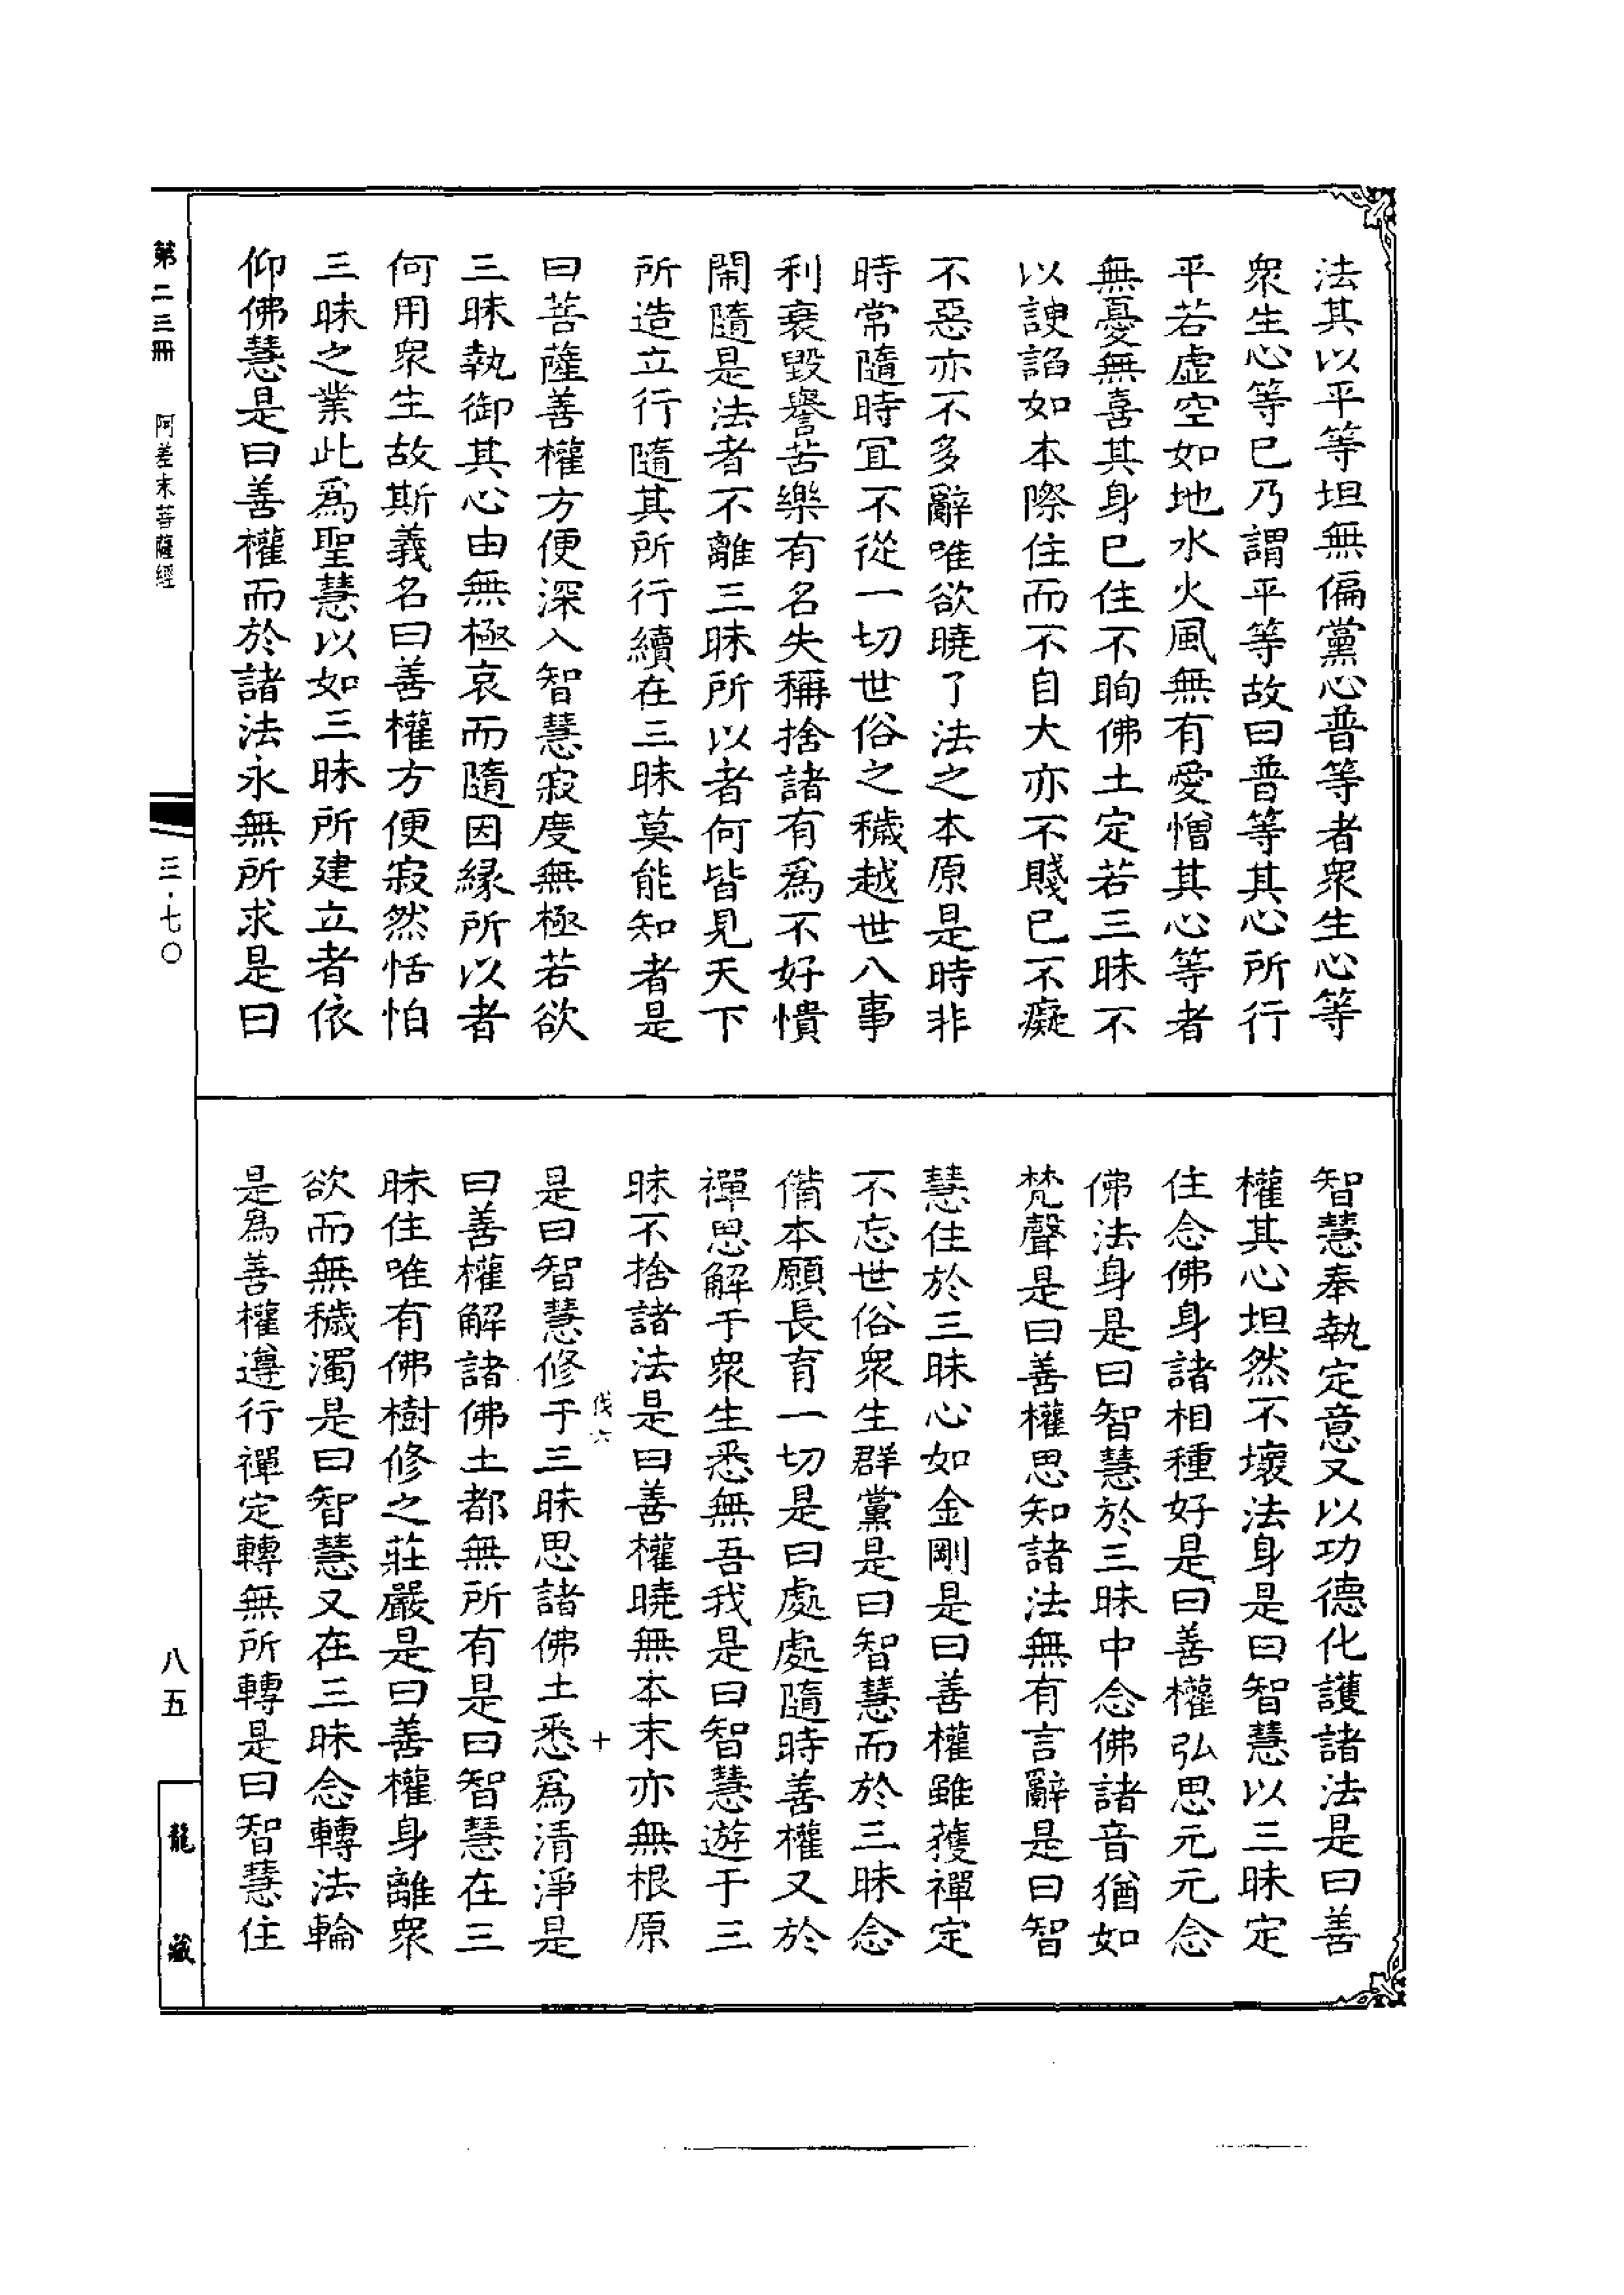 法其以平等坦無偏黨心普等者衆生心等
衆生心等已乃謂平等故曰普等其心所行
平若虛空如地水火風無有愛憎其心等者
無憂無喜其身已住不眴佛土定若三昧不
以諛諂如本際住而不自大亦不賤已不癡
不惡亦不多辭唯欲曉了法之本原是時非
時常隨時冝不從一切世俗之穢越世八事
利衰毀譽苦樂有名失稱捨諸有爲不好憒
閙隨是法者不離三昧所以者何皆見天下
所造立行隨其所行續在三昧莫能知者是
曰菩薩善權方便深入智慧寂度無極若欲
三昧執御其心由無極哀而隨因緣所以者
何用衆生故斯義名曰善權方便寂然恬怕
三昧之業此爲聖慧以如三昧所建立者依
仰佛慧是曰善權而於諸法永無所求是曰
智慧奉執定意又以功德化護諸法是曰善
權其心坦然不壞法身是曰智慧以三昧定
住念佛身諸相種好是曰善權弘思元元念
佛法身是曰智慧於三昧中念佛諸音猶如
梵聲是曰善權思知諸法無有言辭是曰智
慧住於三昧心如金剛是曰善權雖獲禪定
不忘世俗衆生群黨是曰智慧而於三昧念
備本願長育一切是曰處處隨時善權又於
禪思解于衆生悉無吾我是曰智慧遊于三
昧不捨諸法是曰善權曉無本末亦無根原
伐六 十
是曰智慧修于三昧思諸佛土悉爲清淨是
曰善權解諸佛土都無所有是曰智慧在三
昧住唯有佛樹修之莊嚴是曰善權身離衆
欲而無穢濁是曰智慧又在三昧念轉法輪
是爲善權遵行禪定轉無所轉是曰智慧住
第二三冊 阿差末菩薩經
三·七〇
八五
龍藏